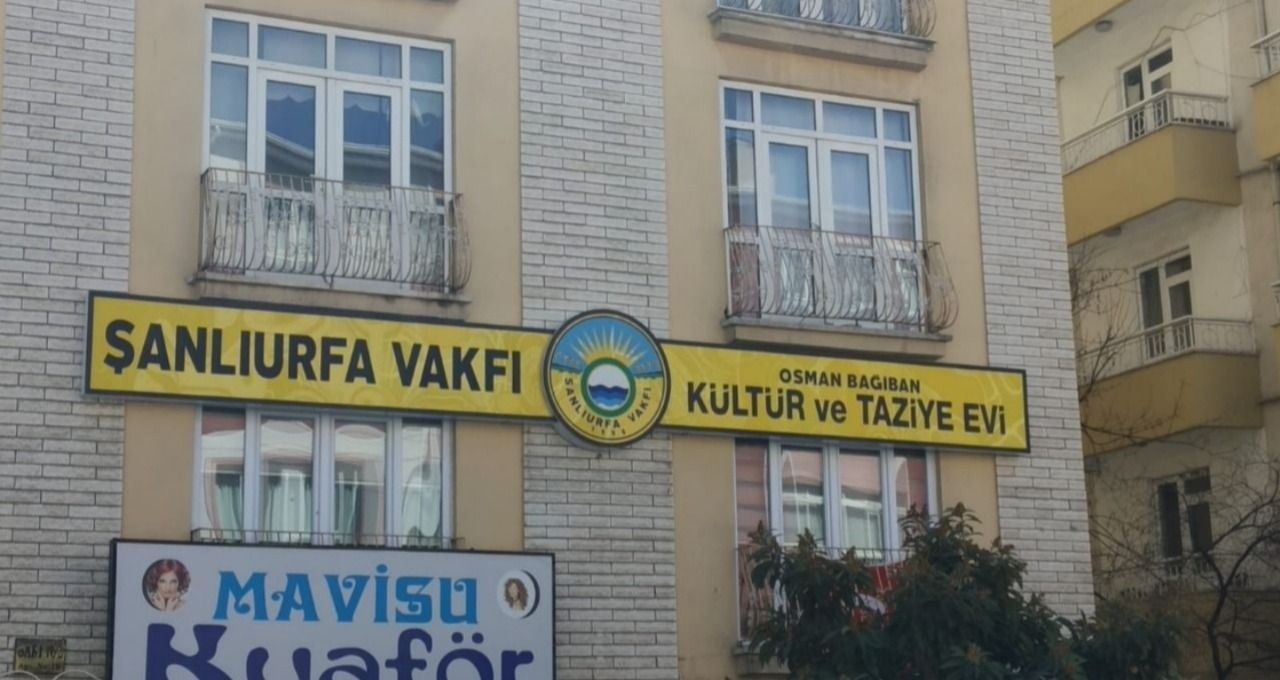 ŞANLIURFA VAKFI
ŞANLIURFA VAKFI
OSMAN BAGIBAN
KÜLTÜR ve TAZİYE EVİ
MAVİSU
Kuaför